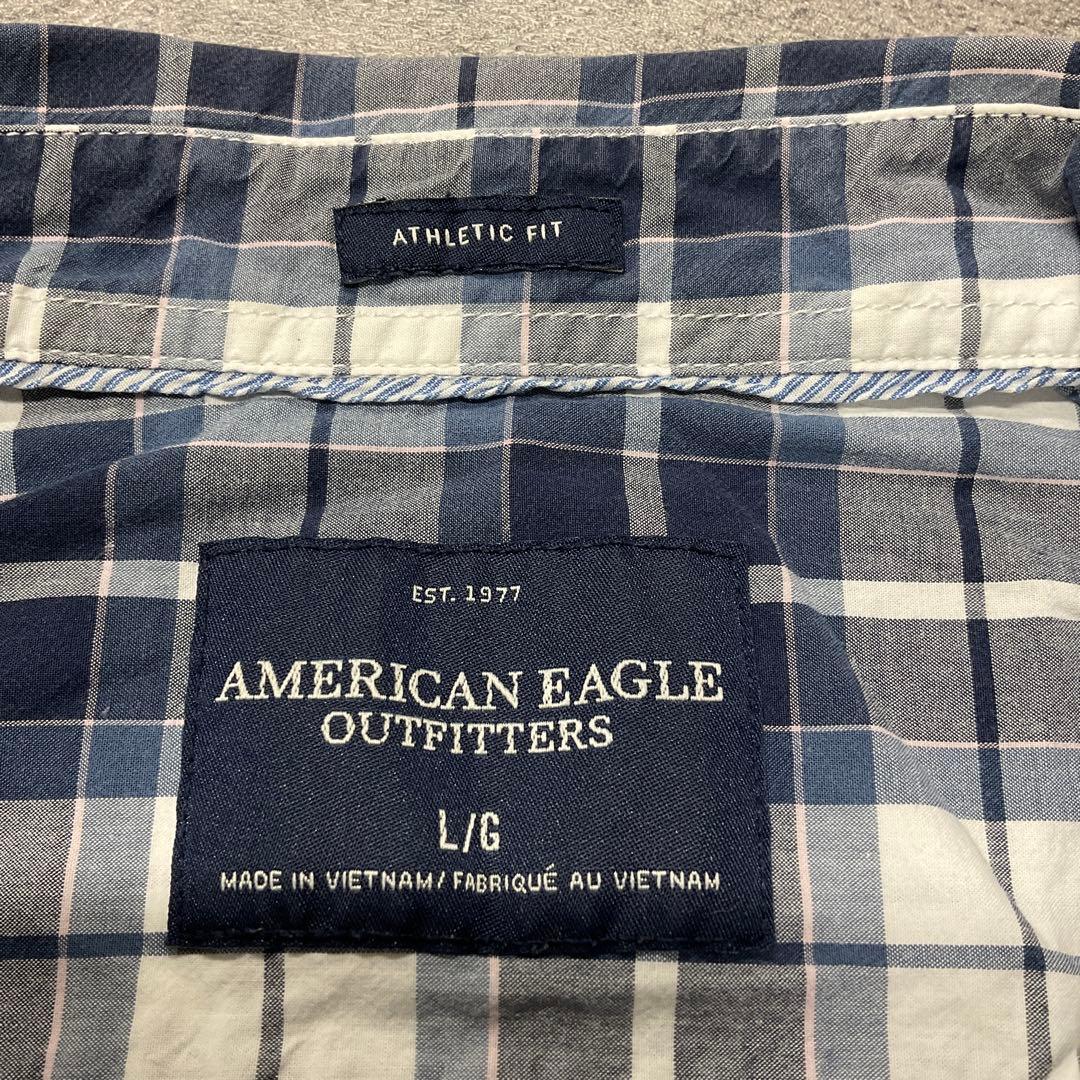 ATHLETIC FIT
EST. 1977
AMERICAN EAGLE
OUTFITTERS
L/G
MADE IN VIETNAM/FABRIQUÉ AU VIETNAM